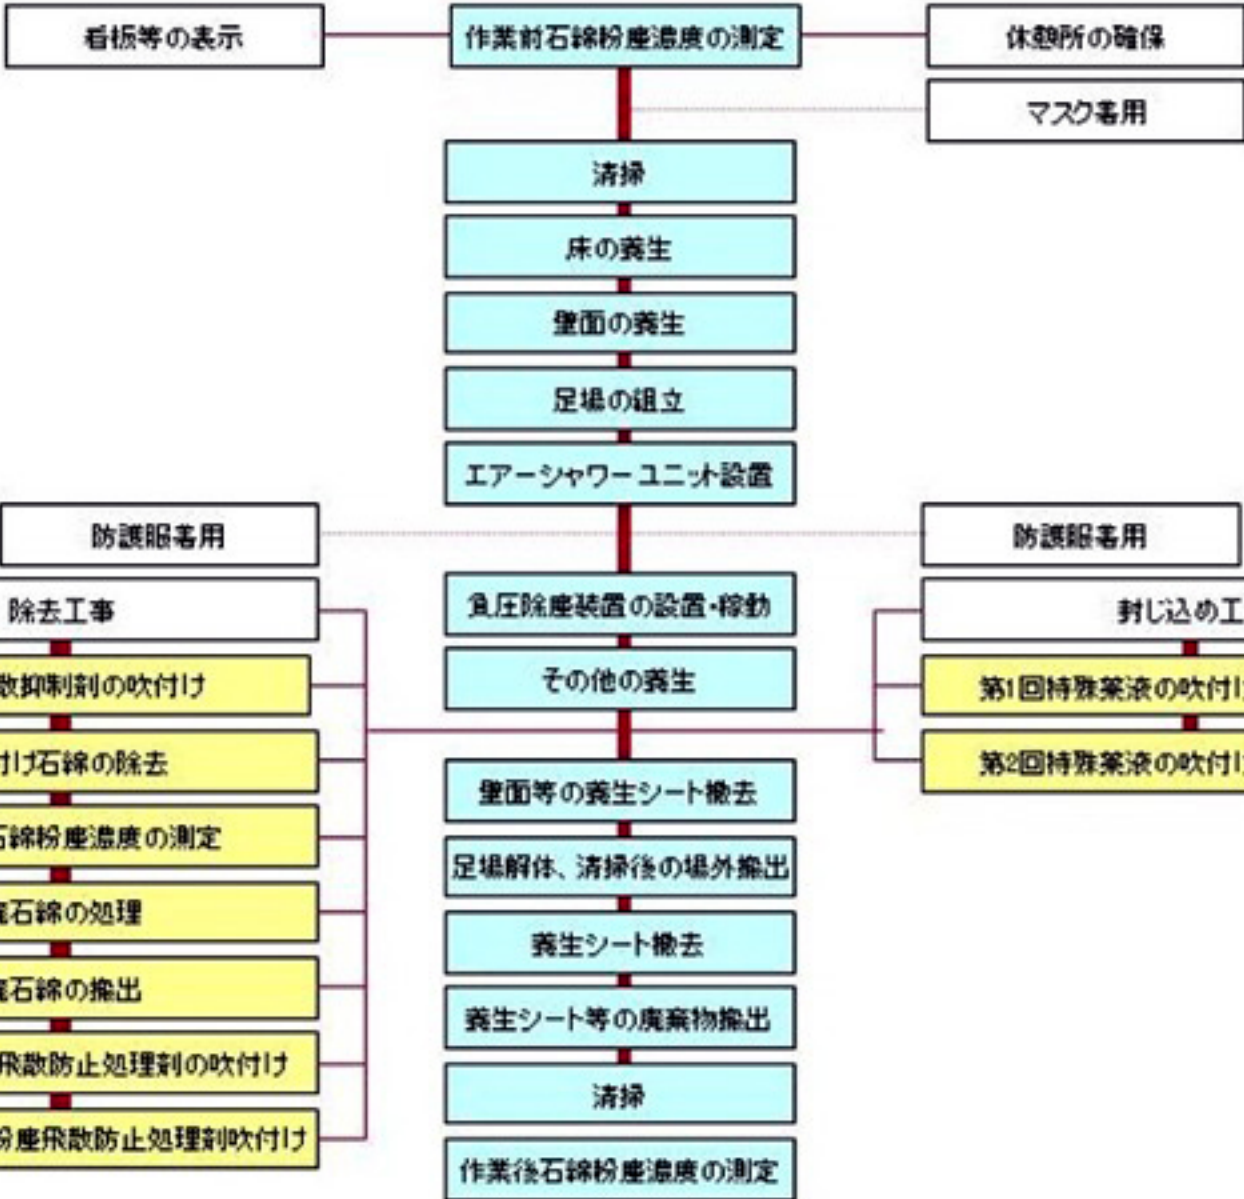 看板等の表示
作業前石綿粉塵濃度の測定
休憩所の確保
マスク着用
清掃
床の養生
壁面の養生
足場の組立
エアーシャワーユニット設置
防護服着用
防護服着用
負圧除塵装置の設置・稼動
その他の養生
除去工事
散抑制剤の吹付け
付け石綿の除去
石綿粉塵濃度の測定
石綿の処理
石綿の搬出
飛散防止処理剤の吹付け
粉塵飛散防止処理剤吹付け
封じ込め工
第1回特殊薬液の吹付け
第2回特殊薬液の吹付け
壁面等の養生シート撤去
足場解体、清掃後の場外搬出
養生シート撤去
養生シート等の廃棄物搬出
清掃
作業後石綿粉塵濃度の測定